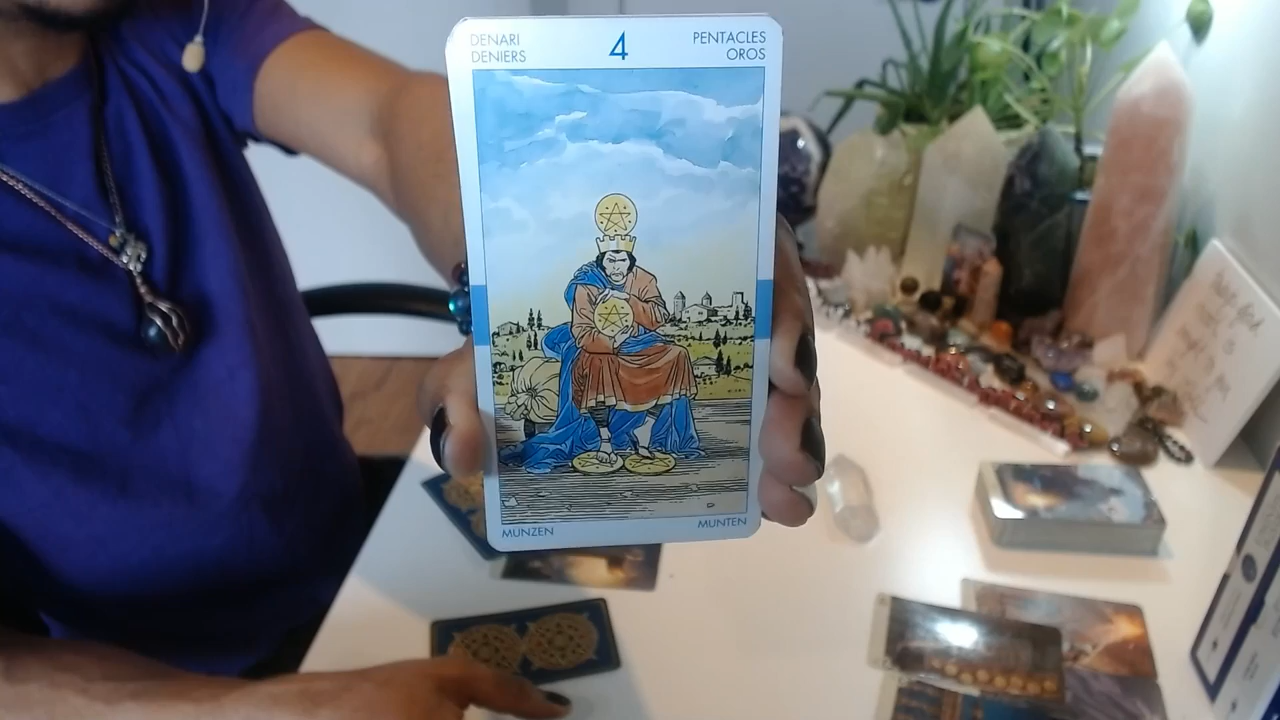 DENARI
DENIERS
4
PENTACLES
OROS
MÜNZEN
MUNTEN